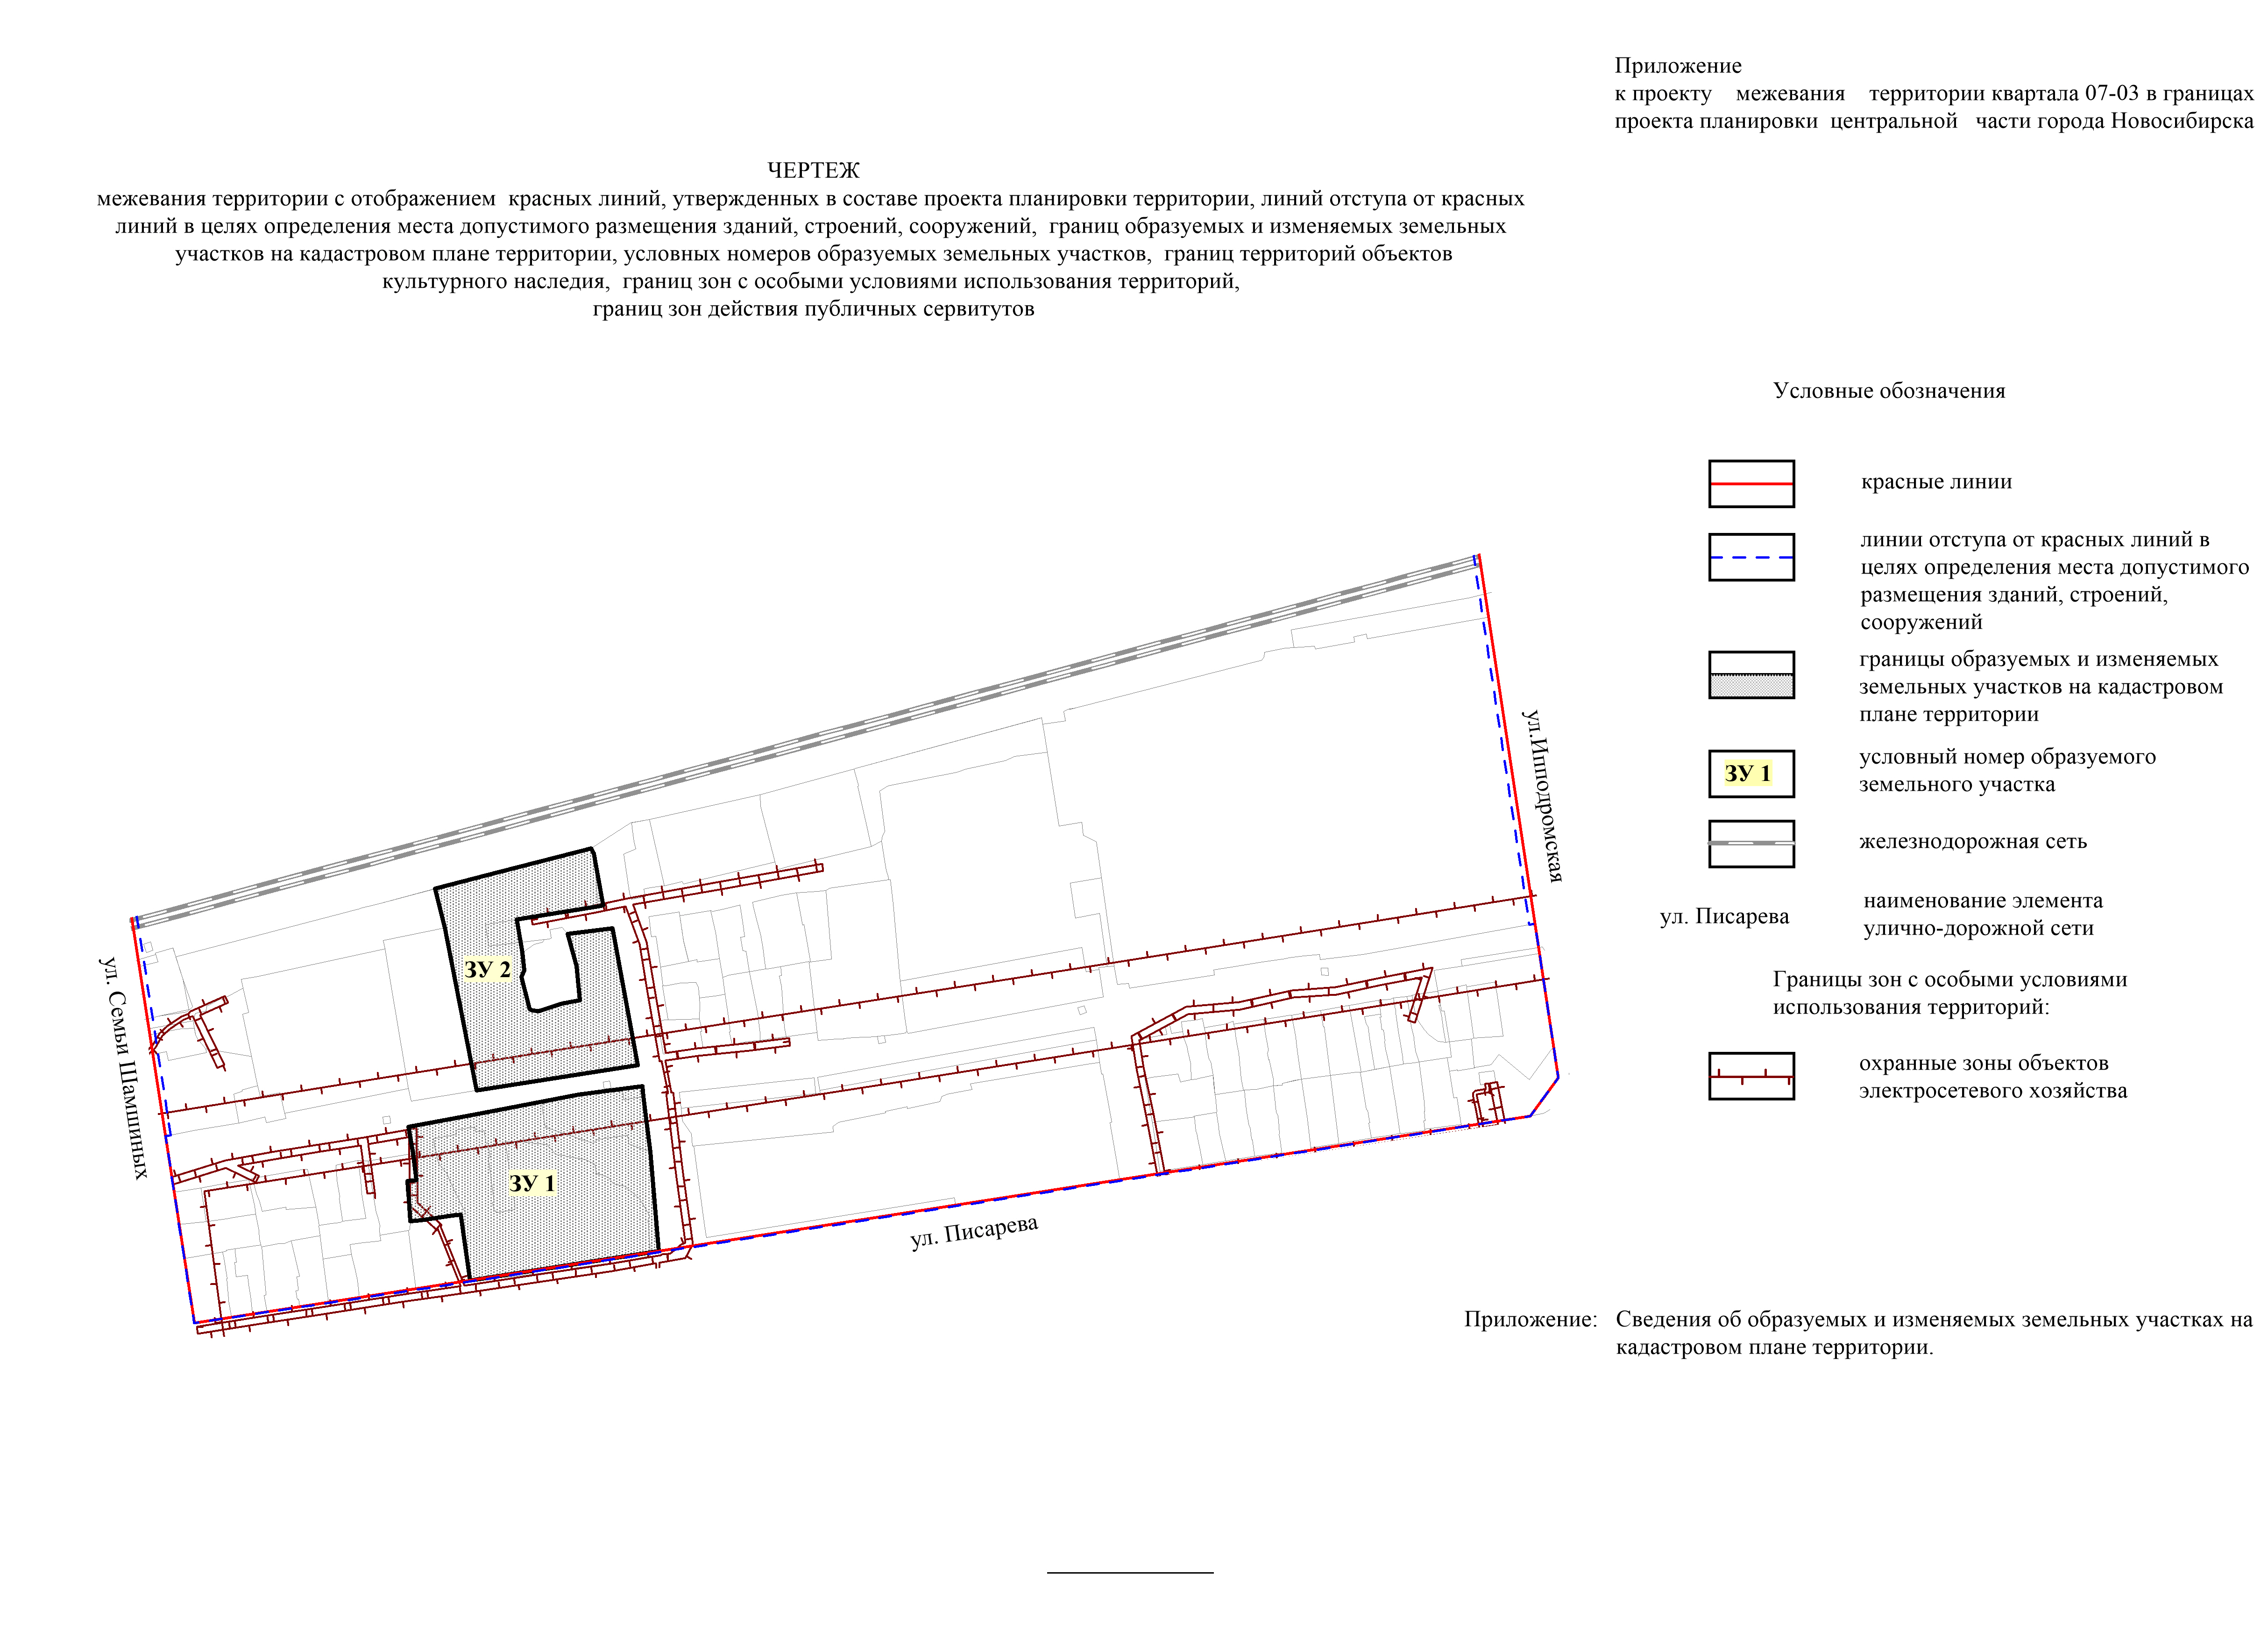 Приложение
к проекту межевания территории квартала 07-03 в границах
проекта планировки центральной части города Новосибирска
ЧЕРТЕЖ
межевания территории с отображением красных линий, утвержденных в составе проекта планировки территории, линий отступа от красных
линий в целях определения места допустимого размещения зданий, строений, сооружений, границ образуемых и изменяемых земельных
участков на кадастровом плане территории, условных номеров образуемых земельных участков, границ территорий объектов
культурного наследия, границ зон с особыми условиями использования территорий,
границ зон действия публичных сервитутов
Условные обозначения
красные линии
линии отступа от красных линий в
целях определения места допустимого
размещения зданий, строений,
сооружений
границы образуемых и изменяемых
земельных участков на кадастровом
плане территории
ЗУ 1
условный номер образуемого
земельного участка
железнодорожная сеть
ул. Писарева
наименование элемента
улично-дорожной сети
Границы зон с особыми условиями
использования территорий:
охранные зоны объектов
электросетевого хозяйства
ул.Ипподромская
ул. Семьи Шамшиных
ЗУ 2
ЗУ 1
ул. Писарева
Приложение: Сведения об образуемых и изменяемых земельных участках на
кадастровом плане территории.